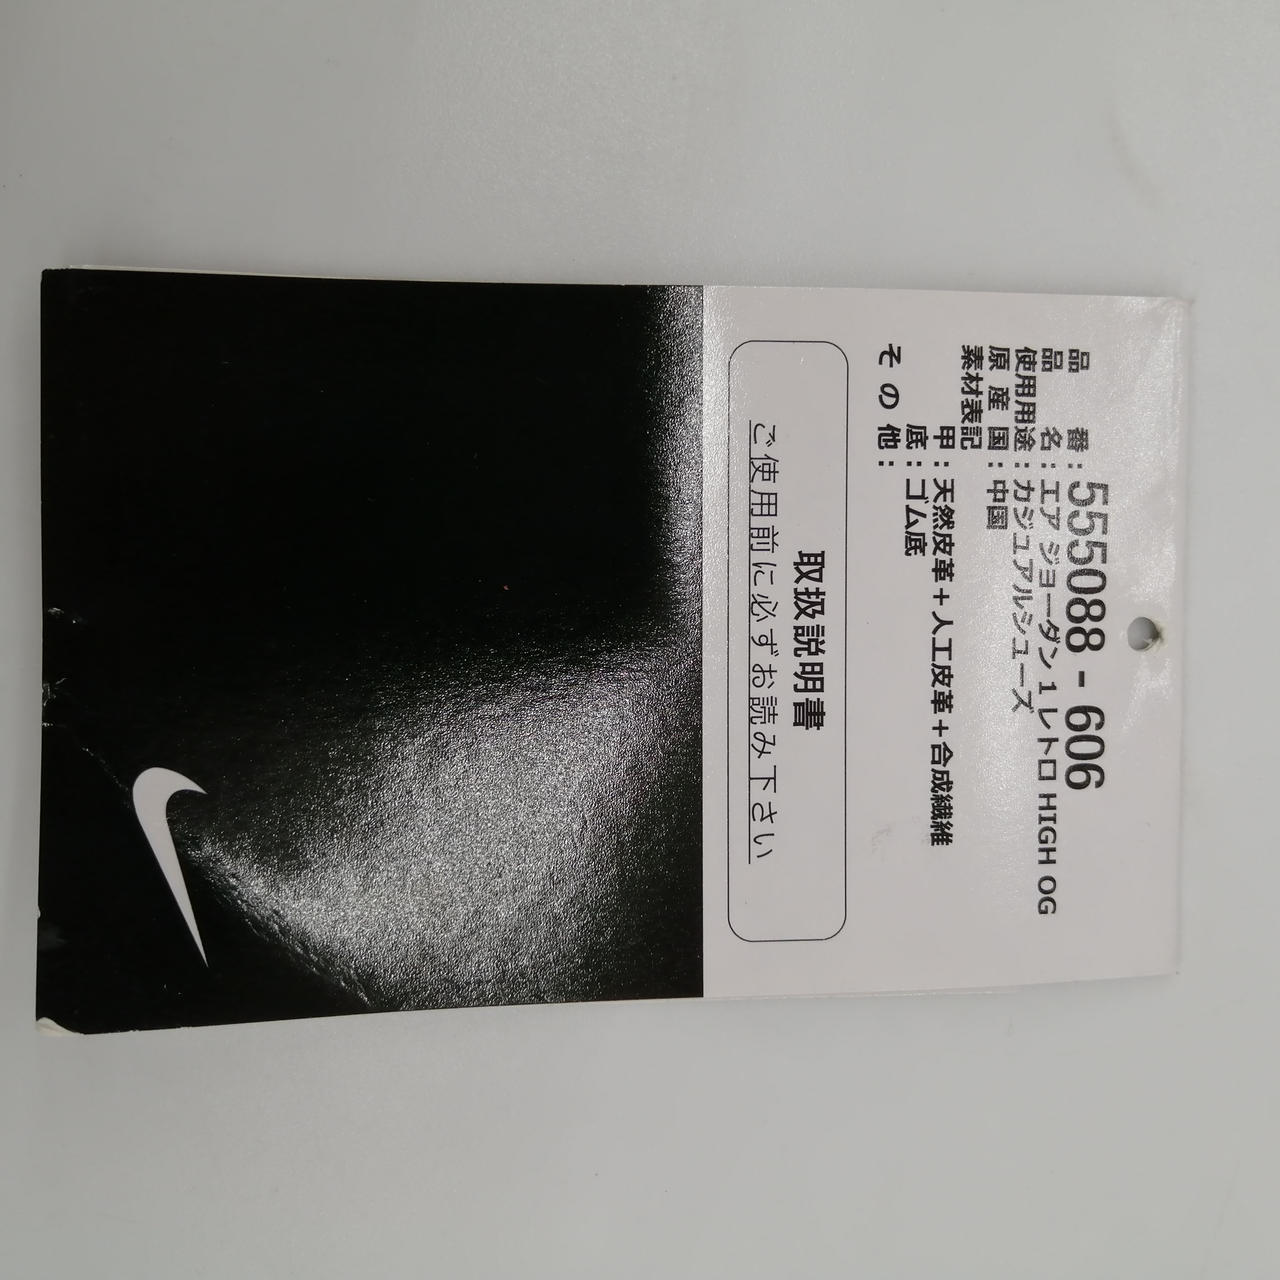 品番：555088 - 606
品名：エア ジョーダン 1 レトロ HIGH OG
使用用途：カジュアルシューズ
原産国：中国
素材表記
甲：天然皮革＋人工皮革＋合成繊維
底：ゴム底
その他：
取扱説明書
ご使用前に必ずお読み下さい